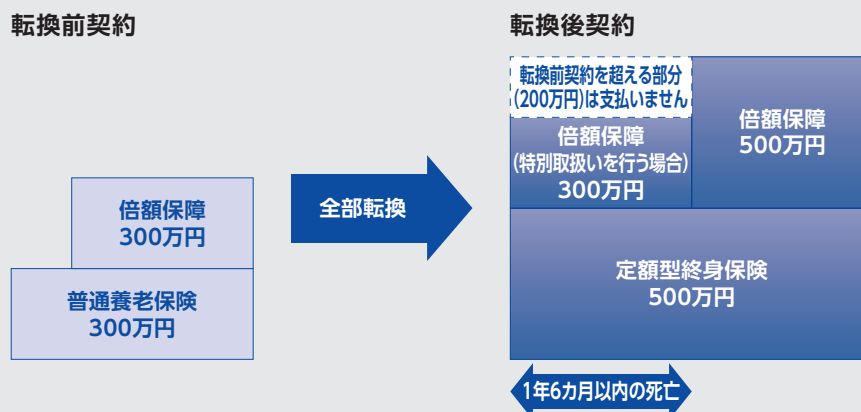 転換前契約
倍額保障
300万円
普通養老保険
300万円
全部転換
転換後契約
転換前契約を超える部分
(200万円)は支払いません
倍額保障
(特別取扱いを行う場合)
300万円
倍額保障
500万円
定額型終身保険
500万円
1年6カ月以内の死亡